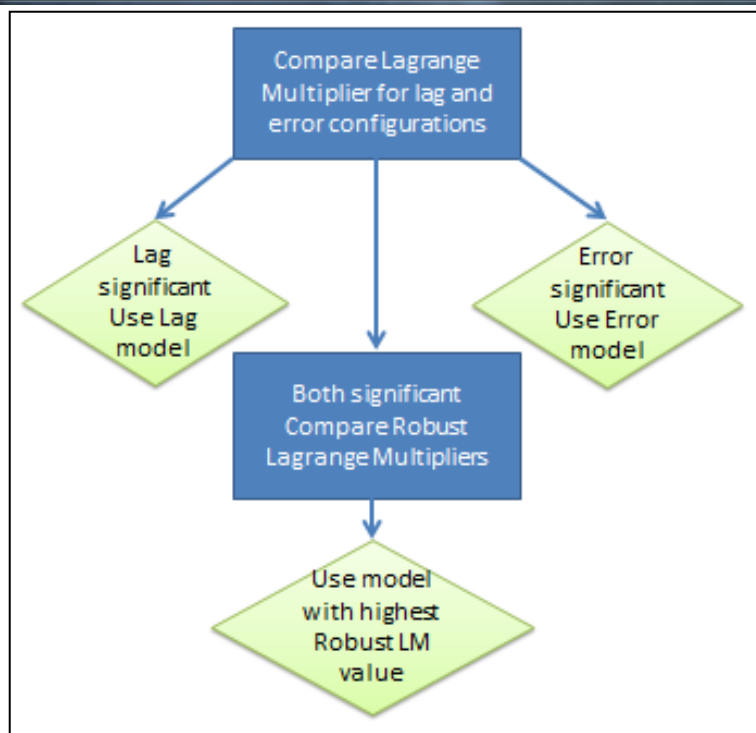 Compare Lagrange
Multiplier for lag and
error configurations
Lag
significant
Use Lag
model
Error
significant
Use Error
model
Both significant
Compare Robust
Lagrange Multipliers
Use model
with highest
Robust LM
value